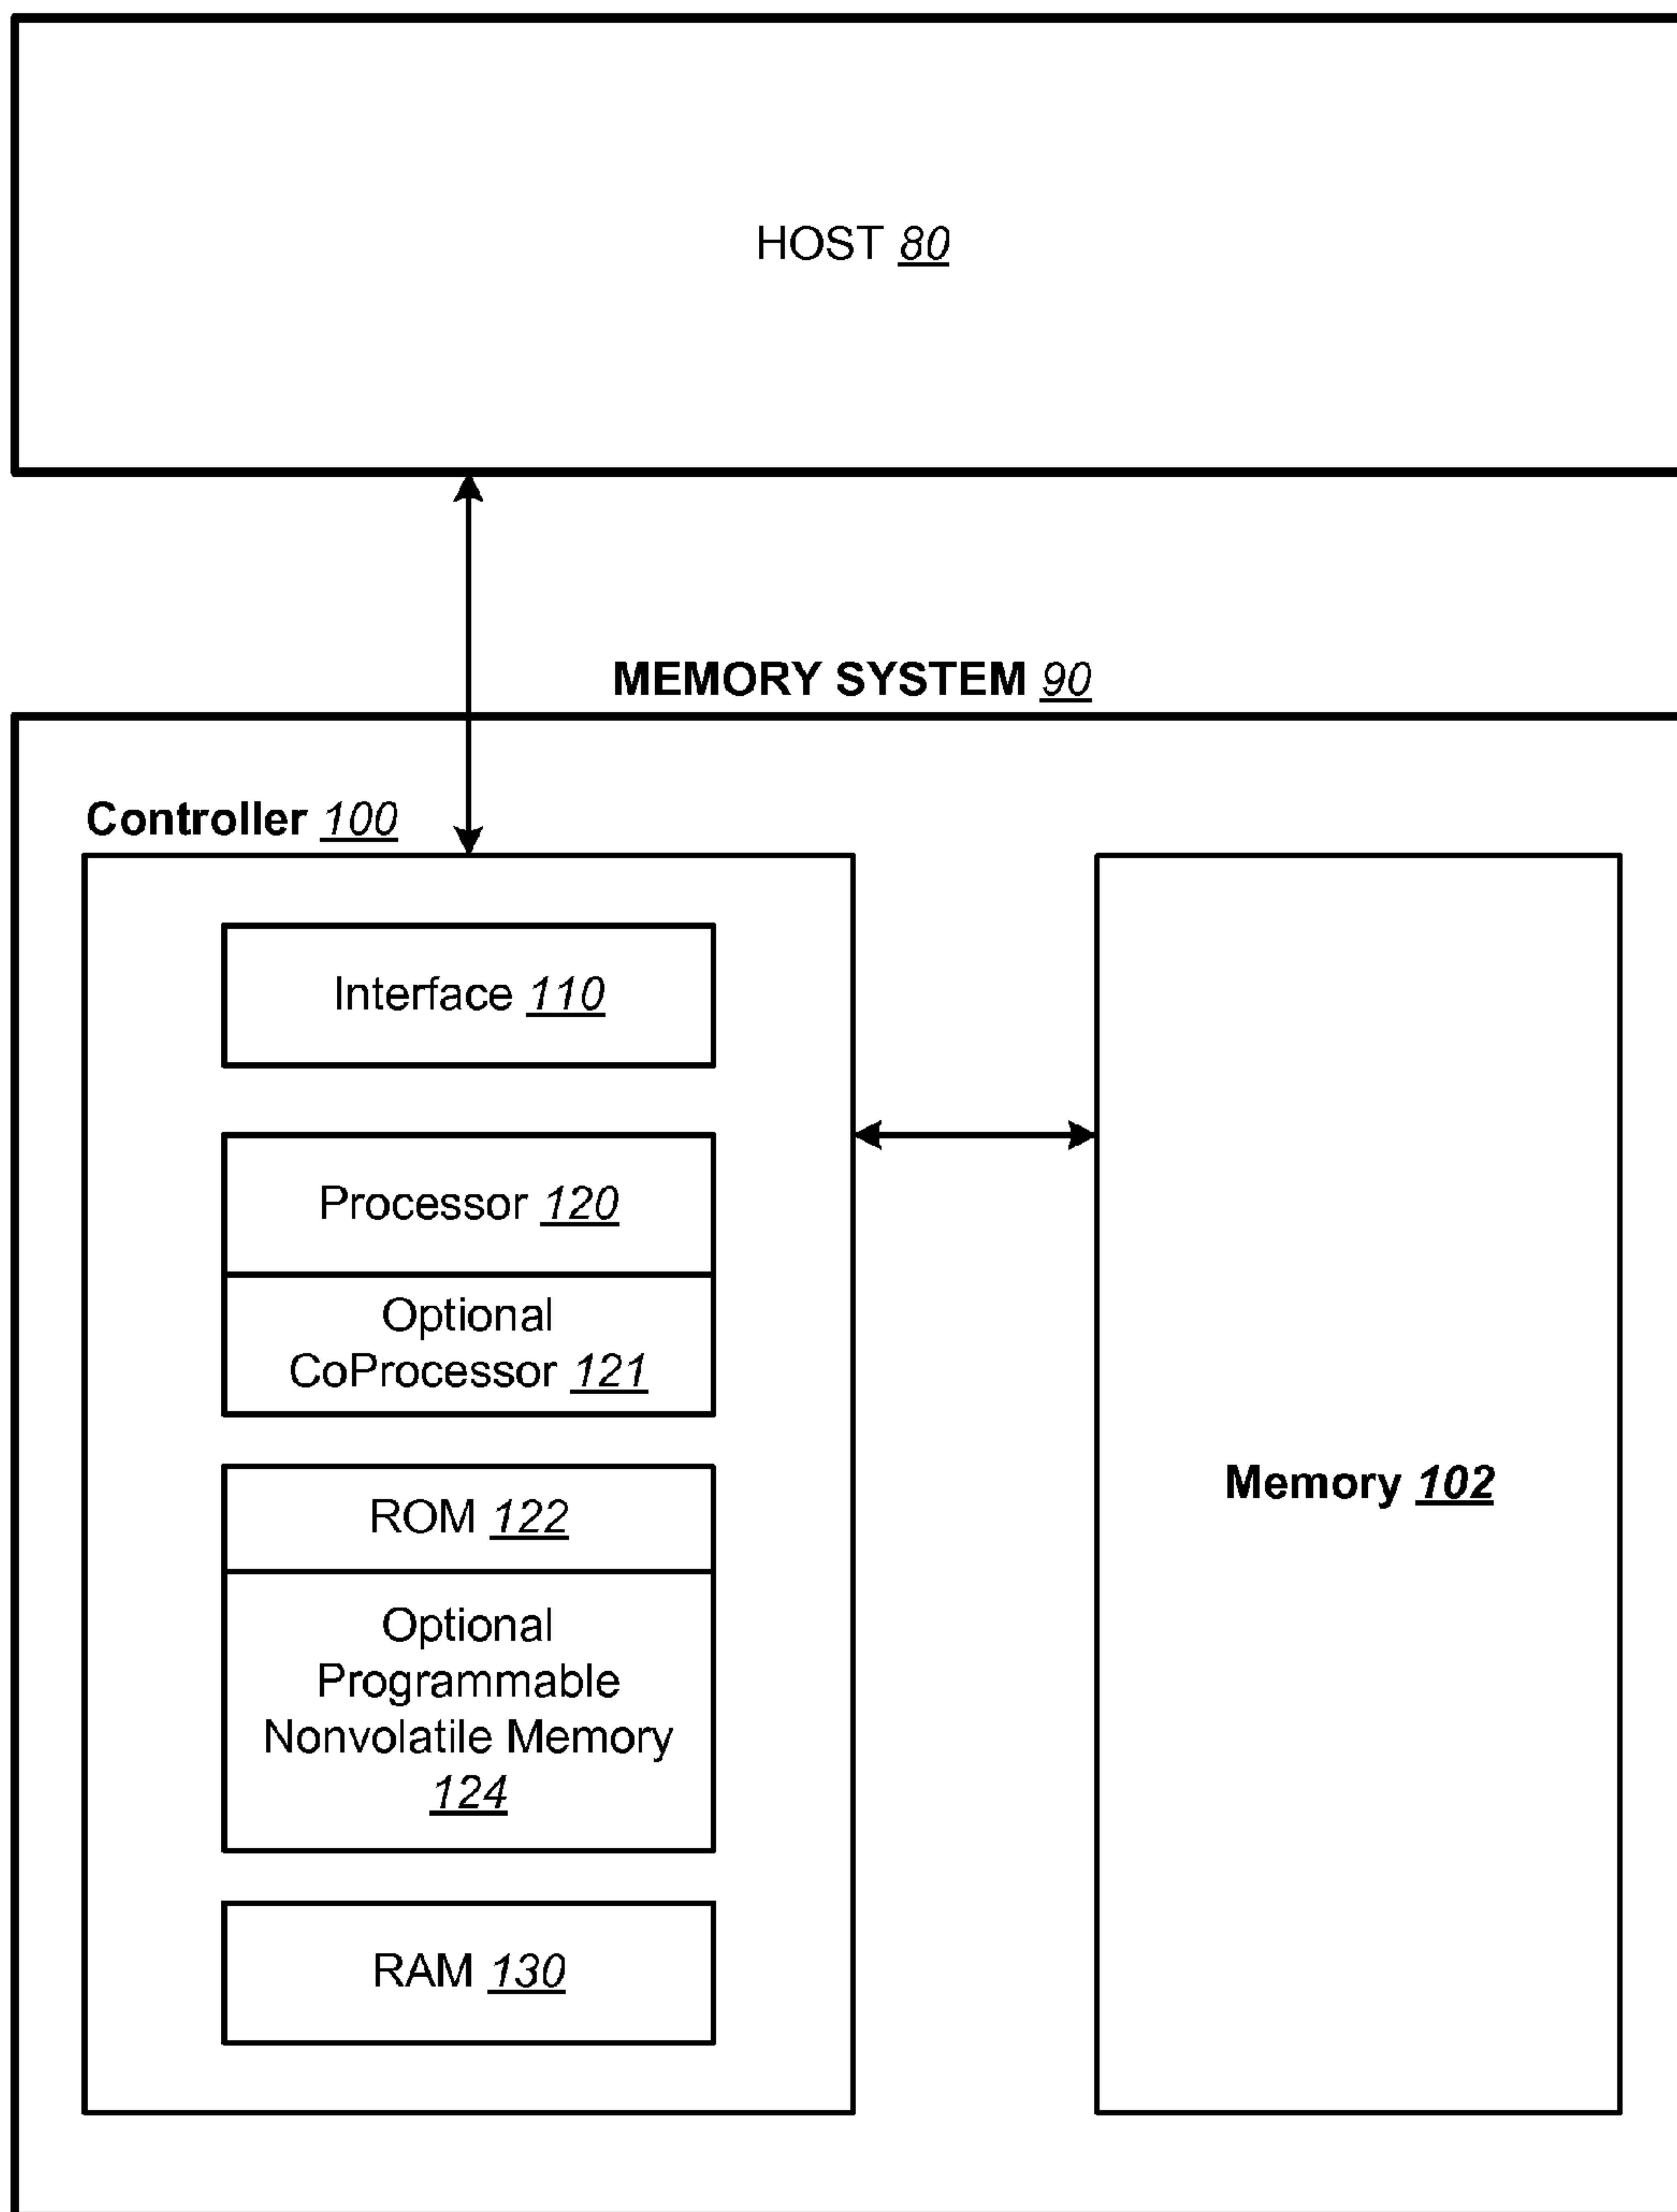 HOST 80
MEMORY SYSTEM 90
Controller 100
Interface 110
Processor 120
Optional
CoProcessor 121
ROM 122
Optional
Programmable
Nonvolatile Memory
124
RAM 130
Memory 102